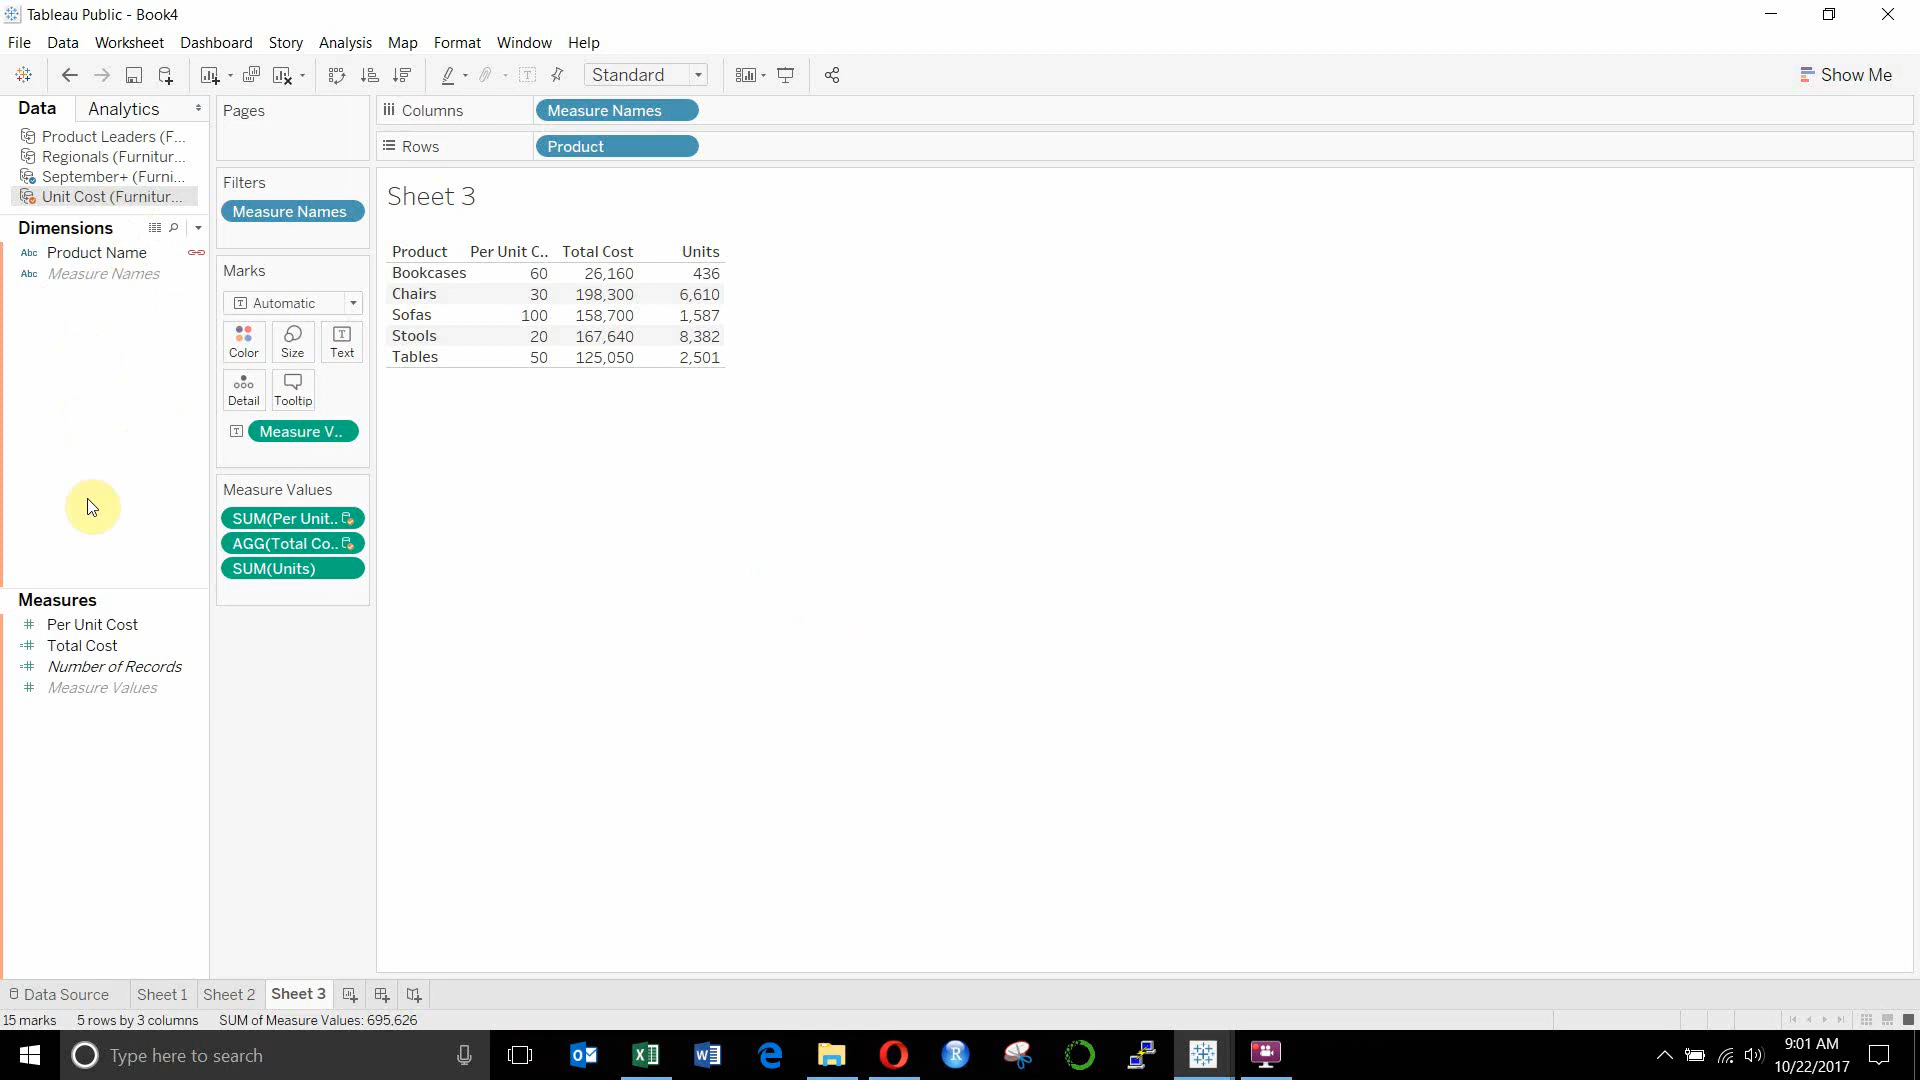 Tableau Public - Book4
File Data Worksheet Dashboard Story Analysis Map Format Window Help
Standard
Show Me
Data Analytics
Product Leaders (F...
Regionals (Furnitur...
September+ (Furni...
Unit Cost (Furnitur...
Dimensions
Abc Product Name
Abc Measure Names
Measures
# Per Unit Cost
=# Total Cost
=# Number of Records
# Measure Values
Pages
Filters
Measure Names
Marks
Automatic
Color Size Text
Detail Tooltip
Measure V..
Measure Values
SUM(Per Unit..
AGG(Total Co..
SUM(Units)
Columns Measure Names
Rows Product
Sheet 3
Product Per Unit C.. Total Cost Units
Bookcases 60 26,160 436
Chairs 30 198,300 6,610
Sofas 100 158,700 1,587
Stools 20 167,640 8,382
Tables 50 125,050 2,501
Data Source Sheet 1 Sheet 2 Sheet 3
15 marks 5 rows by 3 columns SUM of Measure Values: 695,626
Type here to search
9:01 AM
10/22/2017